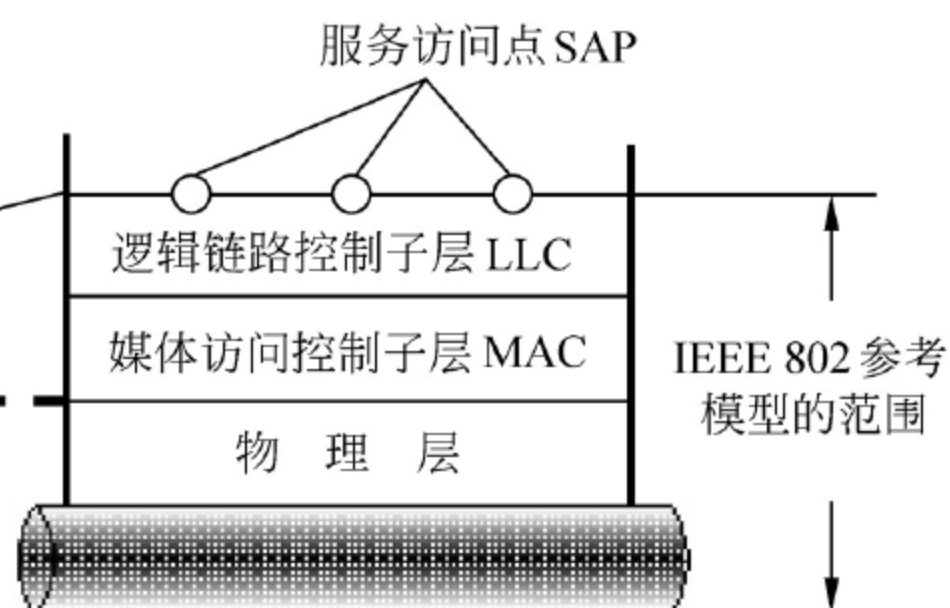 服务访问点 SAP
逻辑链路控制子层 LLC
媒体访问控制子层 MAC
IEEE 802 参考
模型的范围
物 理 层